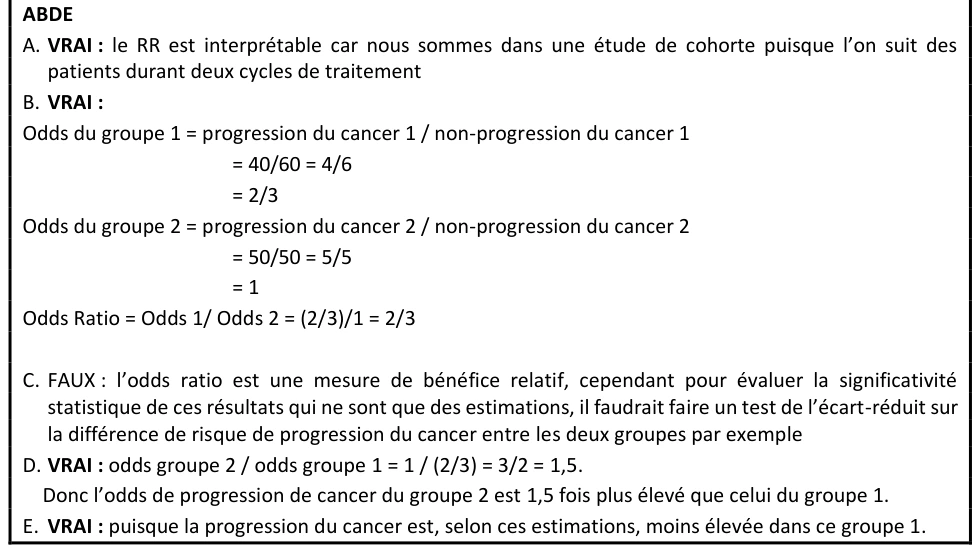 ABDE
A. VRAI : le RR est interprétable car nous sommes dans une étude de cohorte puisque l’on suit des
patients durant deux cycles de traitement
B. VRAI :
Odds du groupe 1 = progression du cancer 1 / non-progression du cancer 1
= 40/60 = 4/6
= 2/3
Odds du groupe 2 = progression du cancer 2 / non-progression du cancer 2
= 50/50 = 5/5
= 1
Odds Ratio = Odds 1/ Odds 2 = (2/3)/1 = 2/3
C. FAUX : l’odds ratio est une mesure de bénéfice relatif, cependant pour évaluer la significativité
statistique de ces résultats qui ne sont que des estimations, il faudrait faire un test de l’écart-réduit sur
la différence de risque de progression du cancer entre les deux groupes par exemple
D. VRAI : odds groupe 2 / odds groupe 1 = 1 / (2/3) = 3/2 = 1,5.
Donc l’odds de progression de cancer du groupe 2 est 1,5 fois plus élevé que celui du groupe 1.
E. VRAI : puisque la progression du cancer est, selon ces estimations, moins élevée dans ce groupe 1.